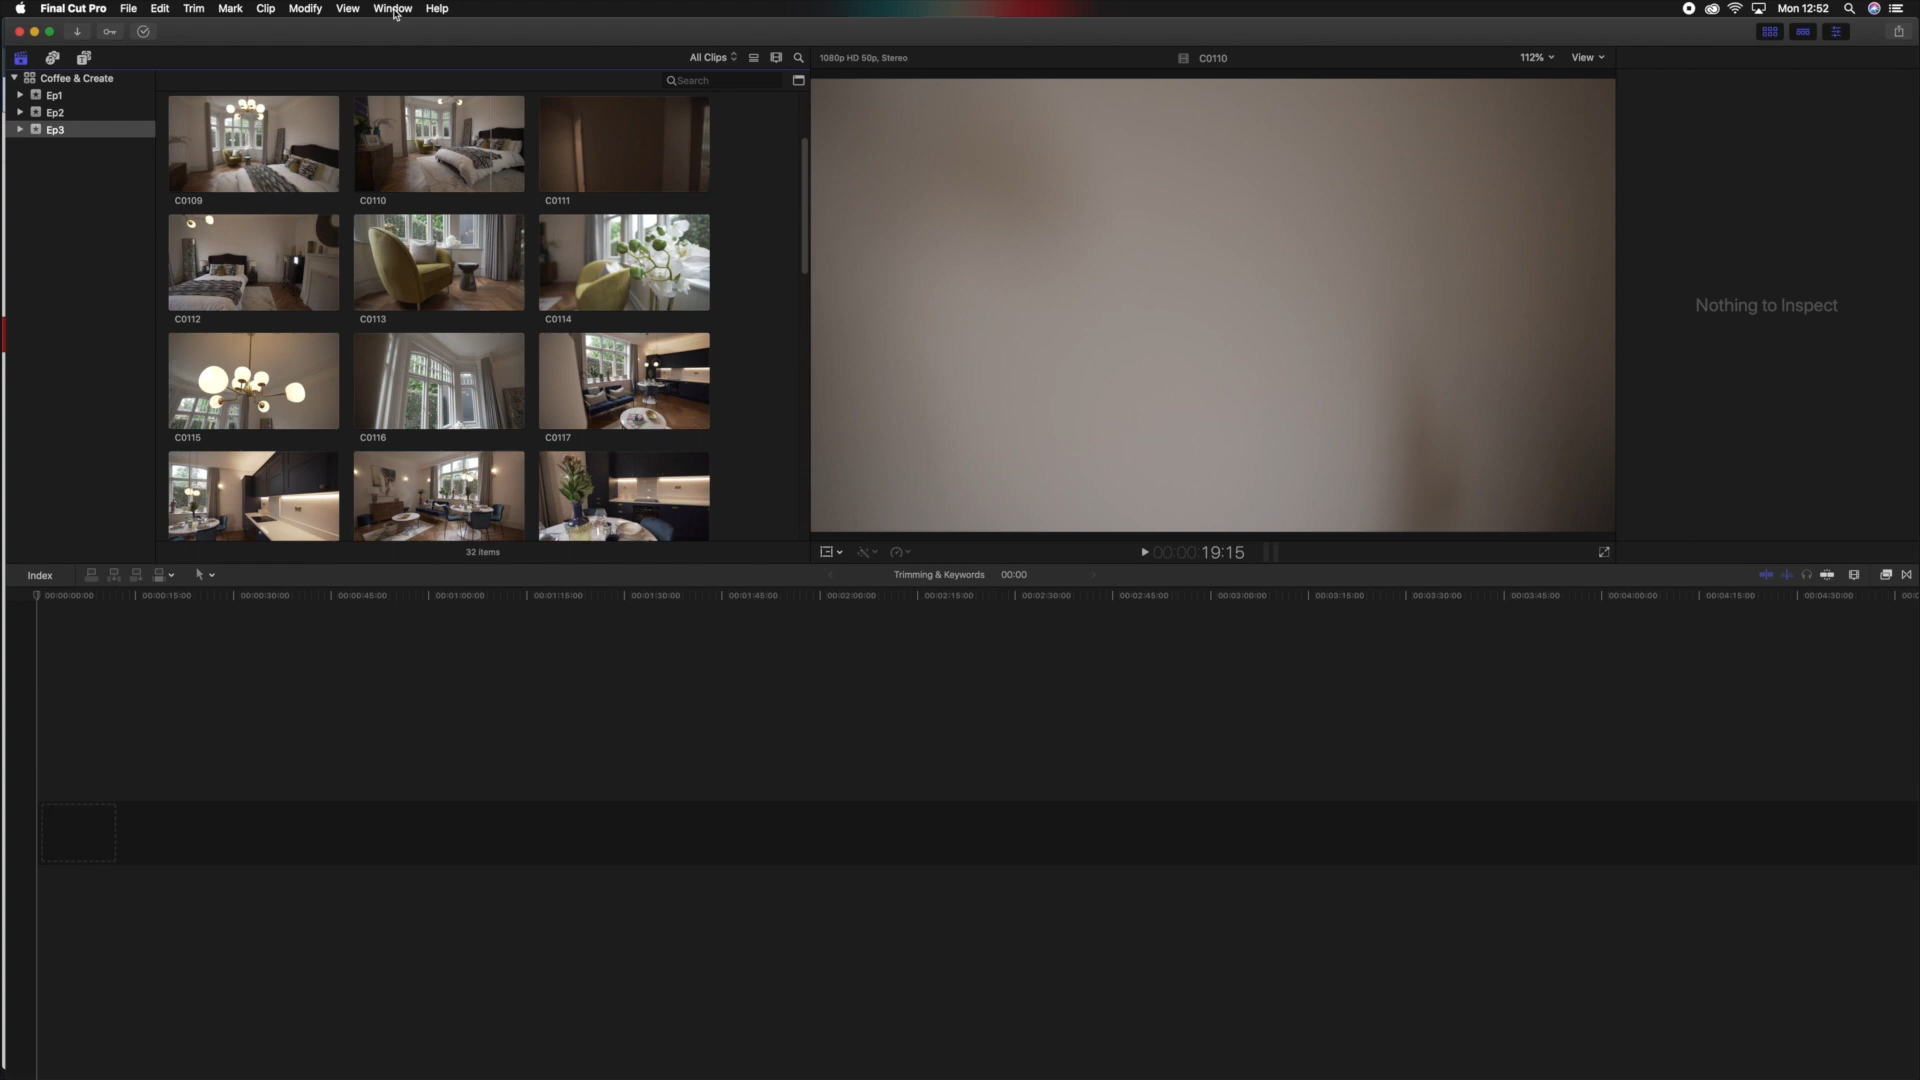 Final Cut Pro File Edit Trim Mark Clip Modify View Window Help Mon 12:52
All Clips 1080p HD 50p, Stereo C0110 112% View
Coffee & Create Search
Ep1
Ep2
Ep3
C0109 C0110 C0111
C0112 C0113 C0114
Nothing to Inspect
C0115 C0116 C0117
32 items 00:00:00:19:15
Index Trimming & Keywords 00:00
00:00:00:00 00:00:15:00 00:00:30:00 00:00:45:00 00:01:00:00 00:01:15:00 00:01:30:00 00:01:45:00 00:02:00:00 00:02:15:00 00:02:30:00 00:02:45:00 00:03:00:00 00:03:15:00 00:03:30:00 00:03:45:00 00:04:00:00 00:04:15:00 00:04:30:00